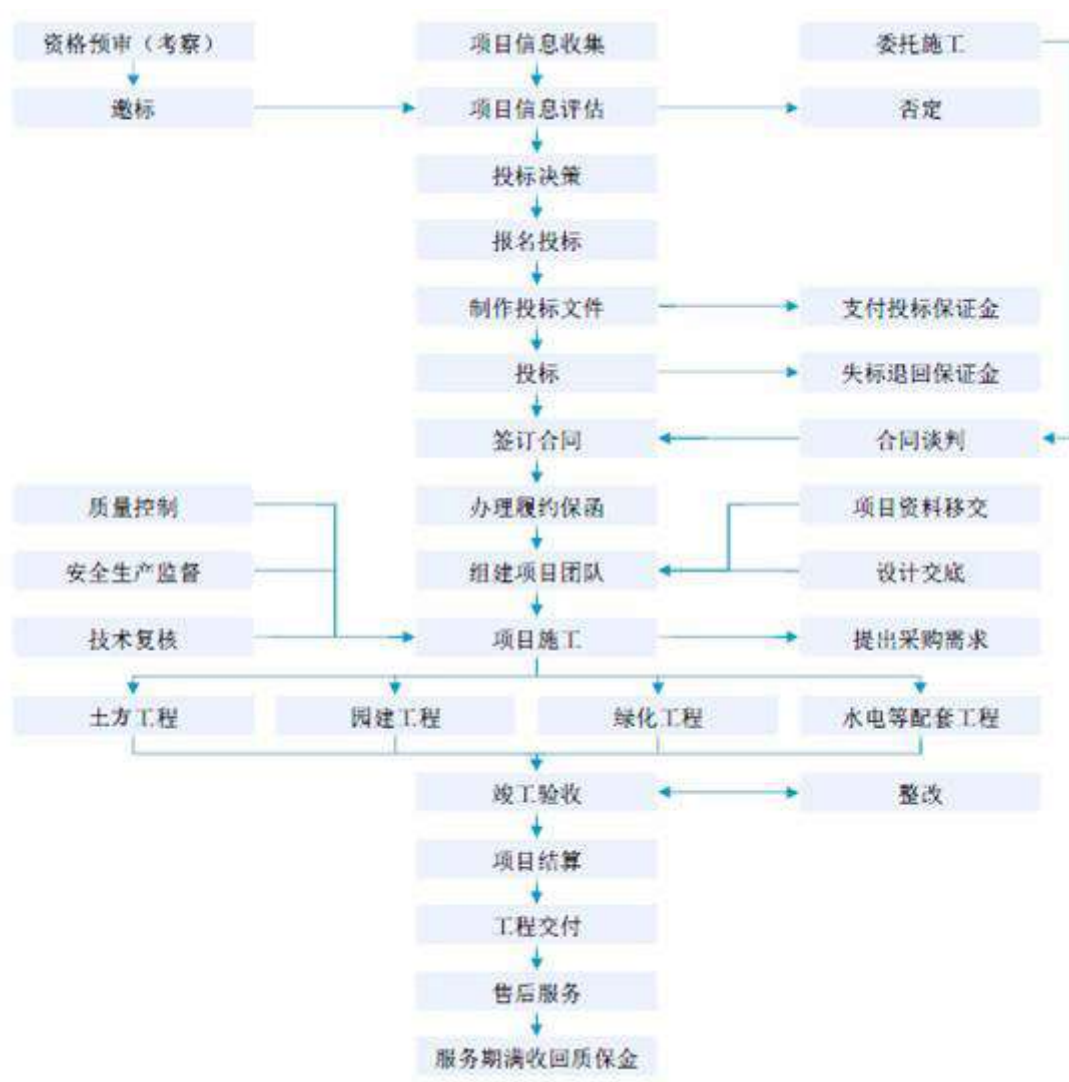 资格预审（考察）
项目信息收集
委托施工
邀标
项目信息评估
否定
投标决策
报名投标
制作投标文件
支付投标保证金
投标
失标退回保证金
签订合同
合同谈判
质量控制
办理履约保函
项目资料移交
安全生产监督
组建项目团队
设计交底
技术复核
项目施工
提出采购需求
土方工程
园建工程
绿化工程
水电等配套工程
竣工验收
整改
项目结算
工程交付
售后服务
服务期满收回质保金